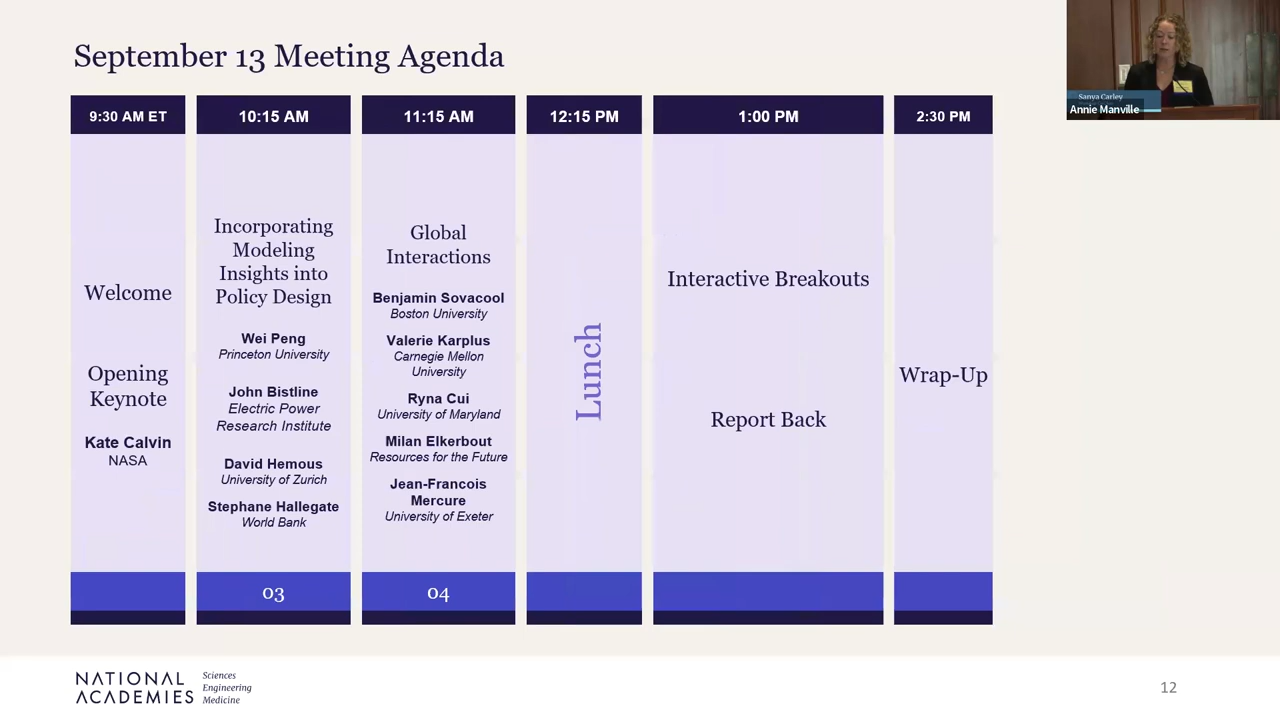 September 13 Meeting Agenda
Sanya Carley
Annie Manville
9:30 AM ET
Welcome
Opening
Keynote
Kate Calvin
NASA
10:15 AM
Incorporating
Modeling
Insights into
Policy Design
Wei Peng
Princeton University
John Bistline
Electric Power
Research Institute
David Hemous
University of Zurich
Stephane Hallegate
World Bank
03
11:15 AM
Global
Interactions
Benjamin Sovacool
Boston University
Valerie Karplus
Carnegie Mellon
University
Ryna Cui
University of Maryland
Milan Elkerbout
Resources for the Future
Jean-Francois
Mercure
University of Exeter
04
12:15 PM
Lunch
1:00 PM
Interactive Breakouts
Report Back
2:30 PM
Wrap-Up
NATIONAL
ACADEMIES
Sciences
Engineering
Medicine
12